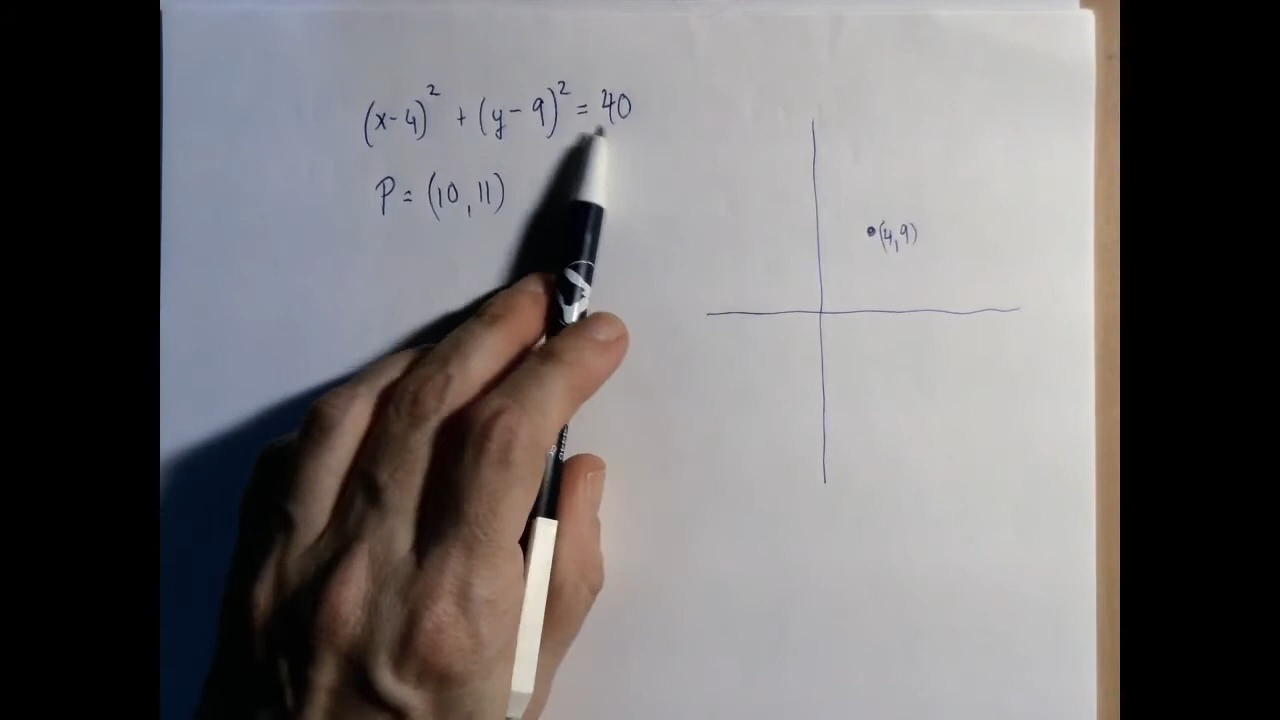 (x-4)² + (y-9)² = 40
P = (10, 11)
(4,9)